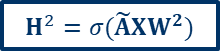 H² = σ(ÃXW²)